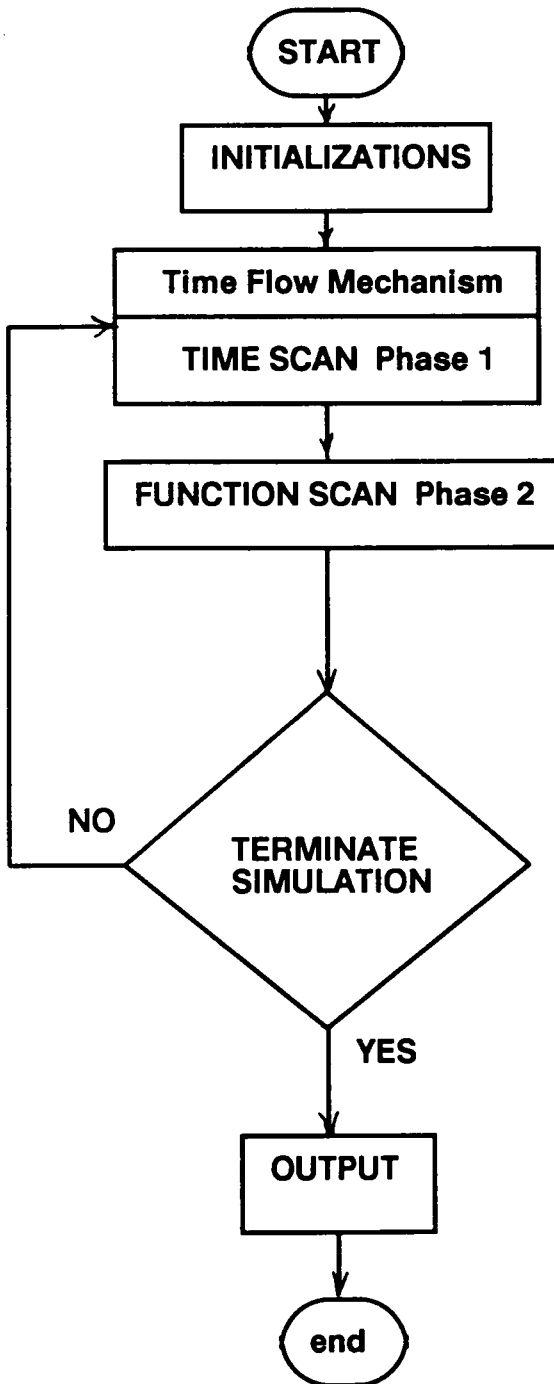 START
INITIALIZATIONS
Time Flow Mechanism
TIME SCAN Phase 1
FUNCTION SCAN Phase 2
NO
TERMINATE
SIMULATION
YES
OUTPUT
end